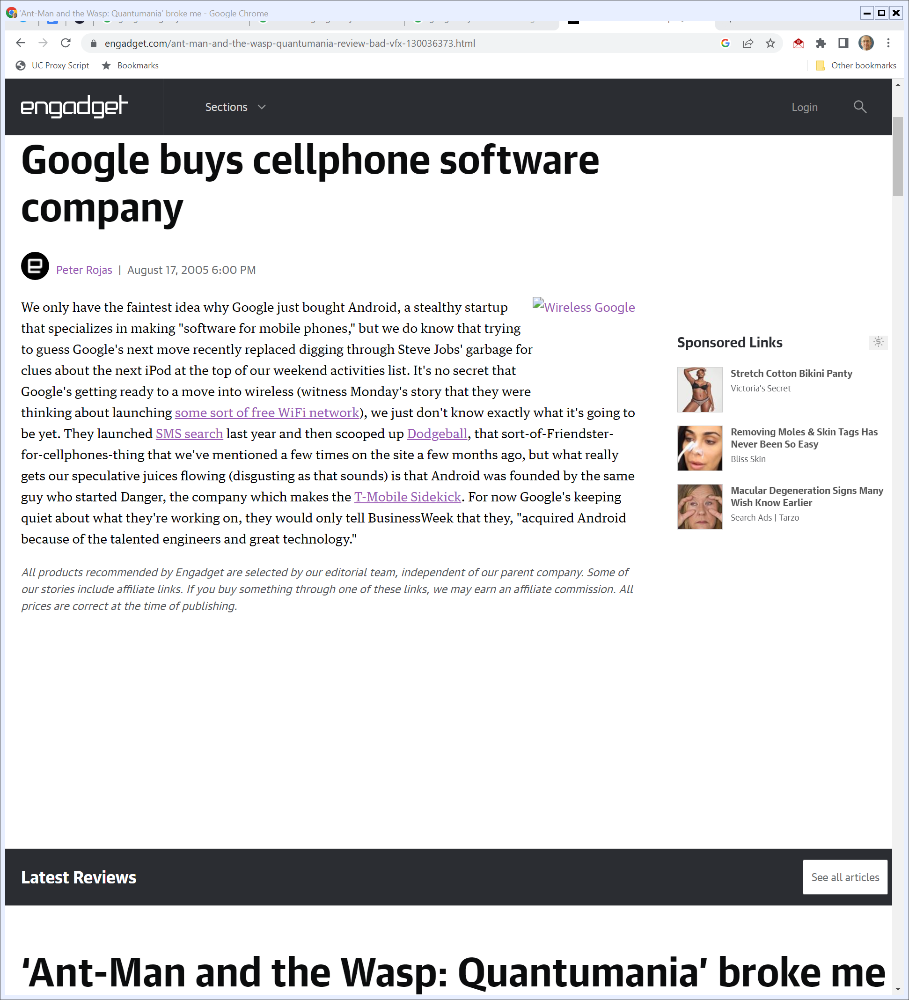 ‘Ant-Man and the Wasp: Quantumania’ broke me - Google Chrome
engadget.com/ant-man-and-the-wasp-quantumania-review-bad-vfx-130036373.html
UC Proxy Script
Bookmarks
Other bookmarks
engadget
Sections
Login
Google buys cellphone software
company
Peter Rojas | August 17, 2005 6:00 PM
Wireless Google
We only have the faintest idea why Google just bought Android, a stealthy startup
that specializes in making "software for mobile phones," but we do know that trying
to guess Google's next move recently replaced digging through Steve Jobs' garbage for
clues about the next iPod at the top of our weekend activities list. It's no secret that
Google's getting ready to a move into wireless (witness Monday's story that they were
thinking about launching some sort of free WiFi network), we just don't know exactly what it's going to
be yet. They launched SMS search last year and then scooped up Dodgeball, that sort-of-Friendster-
for-cellphones-thing that we've mentioned a few times on the site a few months ago, but what really
gets our speculative juices flowing (disgusting as that sounds) is that Android was founded by the same
guy who started Danger, the company which makes the T-Mobile Sidekick. For now Google's keeping
quiet about what they're working on, they would only tell BusinessWeek that they, "acquired Android
because of the talented engineers and great technology."
All products recommended by Engadget are selected by our editorial team, independent of our parent company. Some of
our stories include affiliate links. If you buy something through one of these links, we may earn an affiliate commission. All
prices are correct at the time of publishing.
Sponsored Links
Stretch Cotton Bikini Panty
Victoria's Secret
Removing Moles & Skin Tags Has
Never Been So Easy
Bliss Skin
Macular Degeneration Signs Many
Wish Know Earlier
Search Ads | Tarzo
Latest Reviews
See all articles
‘Ant-Man and the Wasp: Quantumania’ broke me